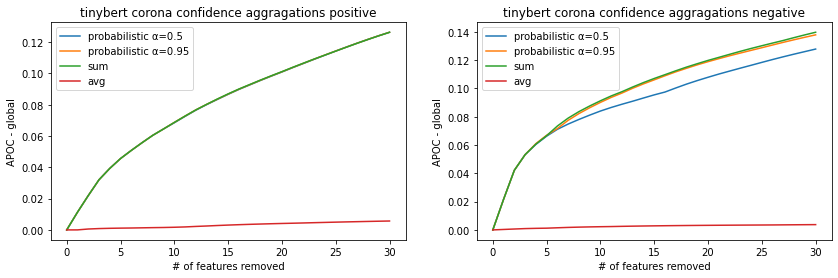 tinybert corona confidence aggragations positive
probabilistic α=0.5
probabilistic α=0.95
sum
avg
APOC - global
0.12
0.10
0.08
0.06
0.04
0.02
0.00
0 5 10 15 20 25 30
# of features removed
tinybert corona confidence aggragations negative
probabilistic α=0.5
probabilistic α=0.95
sum
avg
APOC - global
0.14
0.12
0.10
0.08
0.06
0.04
0.02
0.00
0 5 10 15 20 25 30
# of features removed